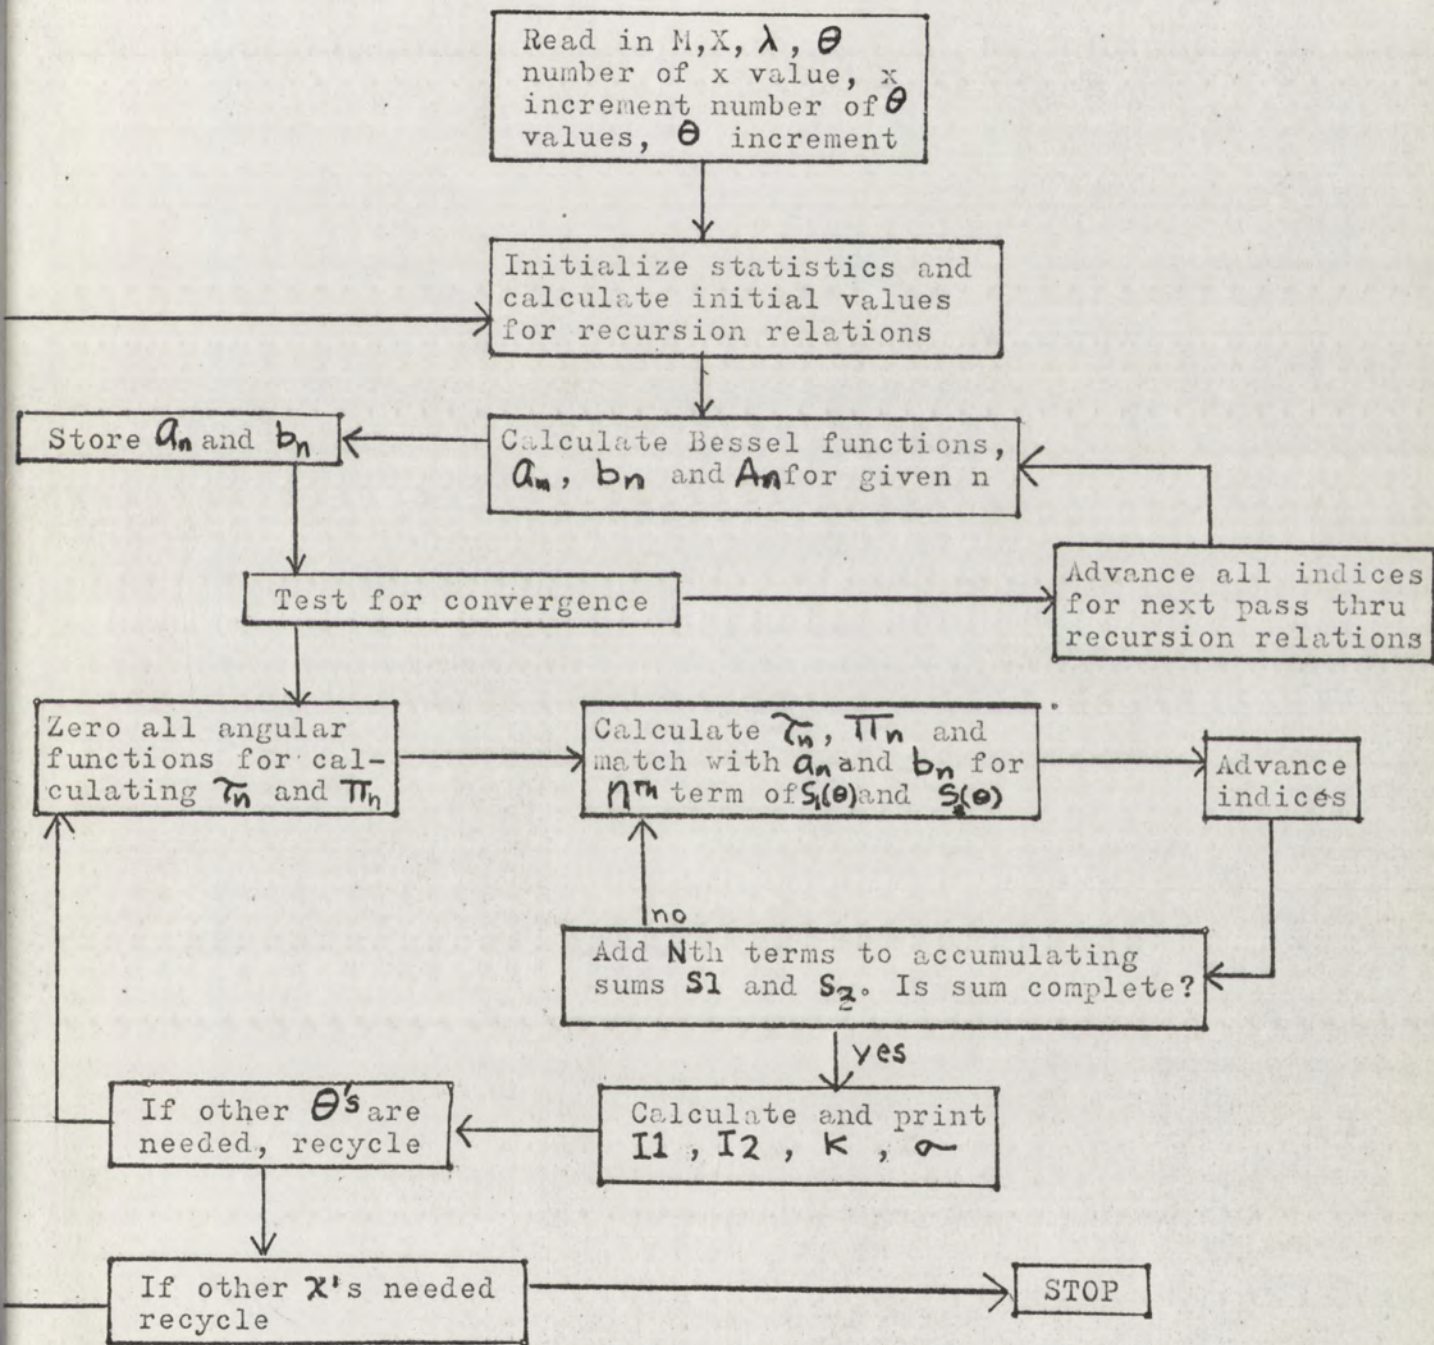 Read in M,X, λ, θ
number of x value, x
increment number of θ
values, θ increment
Initialize statistics and
calculate initial values
for recursion relations
Store an and bn
Calculate Bessel functions,
an, bn and An for given n
Test for convergence
Advance all indices
for next pass thru
recursion relations
Zero all angular
functions for cal-
culating τn and πn
Calculate τn, πn and
match with an and bn for
nth term of S1(θ) and S2(θ)
Advance
indices
no
Add Nth terms to accumulating
sums S1 and S2. Is sum complete?
yes
If other θ's are
needed, recycle
Calculate and print
I1, I2, K, σ
If other x's needed
recycle
STOP